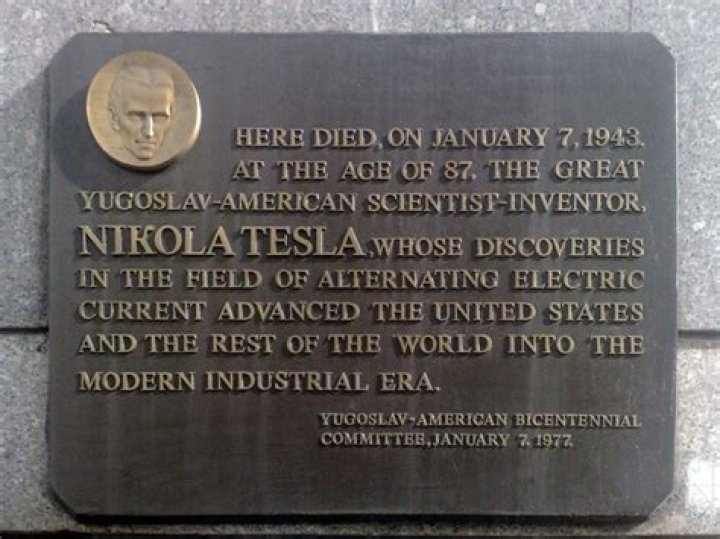 HERE DIED, ON JANUARY 7, 1943,
AT THE AGE OF 87, THE GREAT
YUGOSLAV-AMERICAN SCIENTIST-INVENTOR,
NIKOLA TESLA, WHOSE DISCOVERIES
IN THE FIELD OF ALTERNATING ELECTRIC
CURRENT ADVANCED THE UNITED STATES
AND THE REST OF THE WORLD INTO THE
MODERN INDUSTRIAL ERA.
YUGOSLAV-AMERICAN BICENTENNIAL
COMMITTEE, JANUARY 7, 1977.